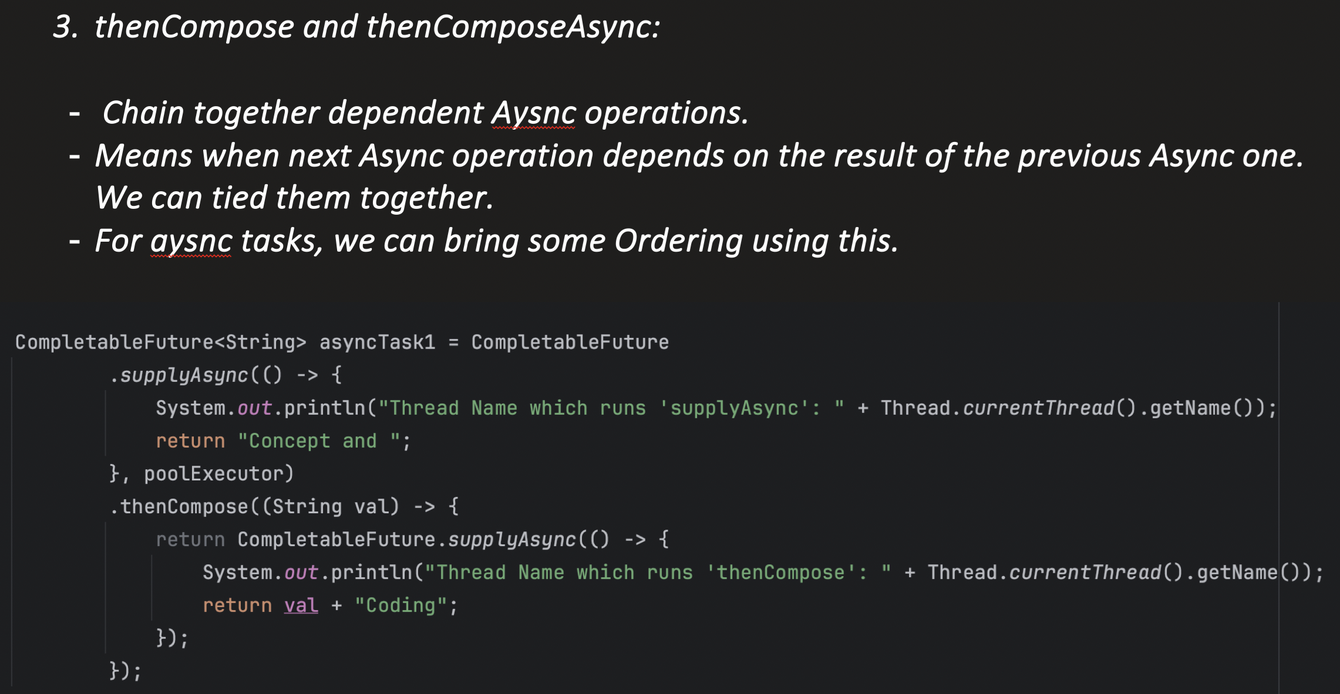 3. thenCompose and thenComposeAsync:
- Chain together dependent Aysnc operations.
- Means when next Async operation depends on the result of the previous Async one.
We can tied them together.
- For aysnc tasks, we can bring some Ordering using this.
CompletableFuture<String> asyncTask1 = CompletableFuture
.supplyAsync(() -> {
System.out.println("Thread Name which runs 'supplyAsync': " + Thread.currentThread().getName());
return "Concept and ";
}, poolExecutor)
.thenCompose((String val) -> {
return CompletableFuture.supplyAsync(() -> {
System.out.println("Thread Name which runs 'thenCompose': " + Thread.currentThread().getName());
return val + "Coding";
});
});